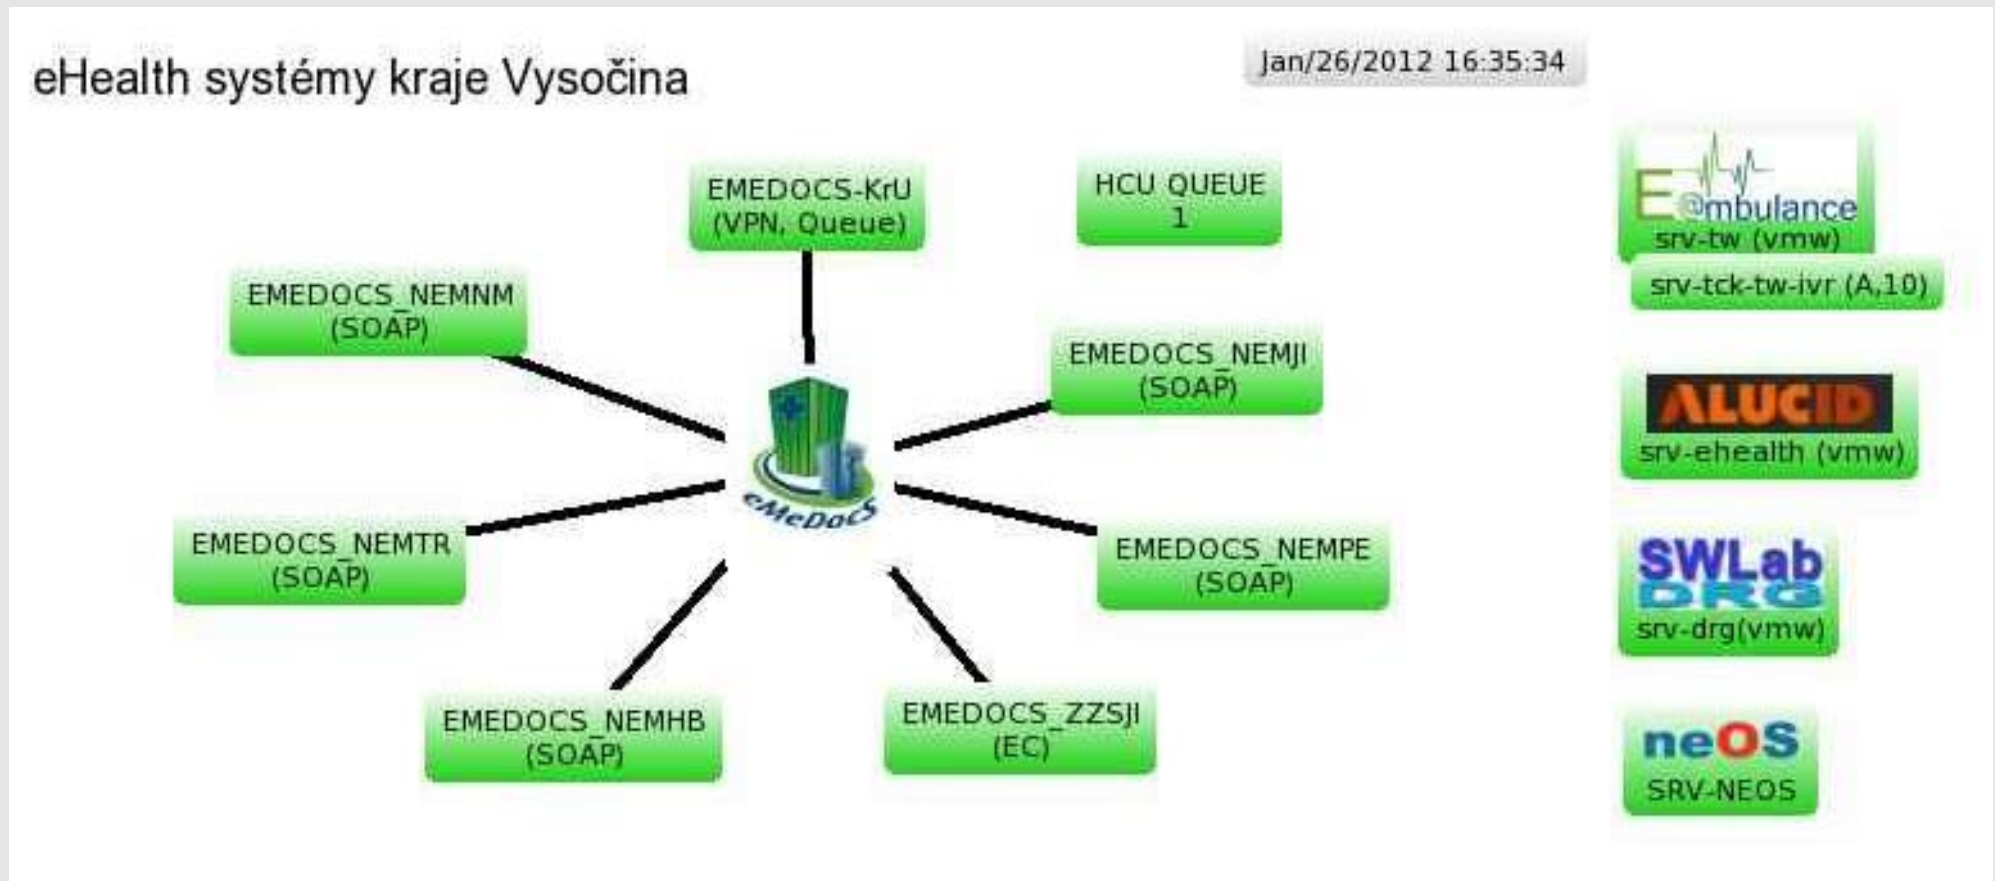 eHealth systémy kraje Vysočina
Jan/26/2012 16:35:34
EMEDOCS-KrU
(VPN, Queue)
HCU QUEUE
1
E@mbulance
srv-tw (vmw)
srv-tck-tw-ivr (A,10)
EMEDOCS_NEMNM
(SOAP)
EMEDOCS_NEMJI
(SOAP)
ALUCID
srv-ehealth (vmw)
eMeDocS
EMEDOCS_NEMTR
(SOAP)
EMEDOCS_NEMPE
(SOAP)
SWLab
DRG
srv-drg(vmw)
EMEDOCS_NEMHB
(SOAP)
EMEDOCS_ZZSJI
(EC)
neOS
SRV-NEOS